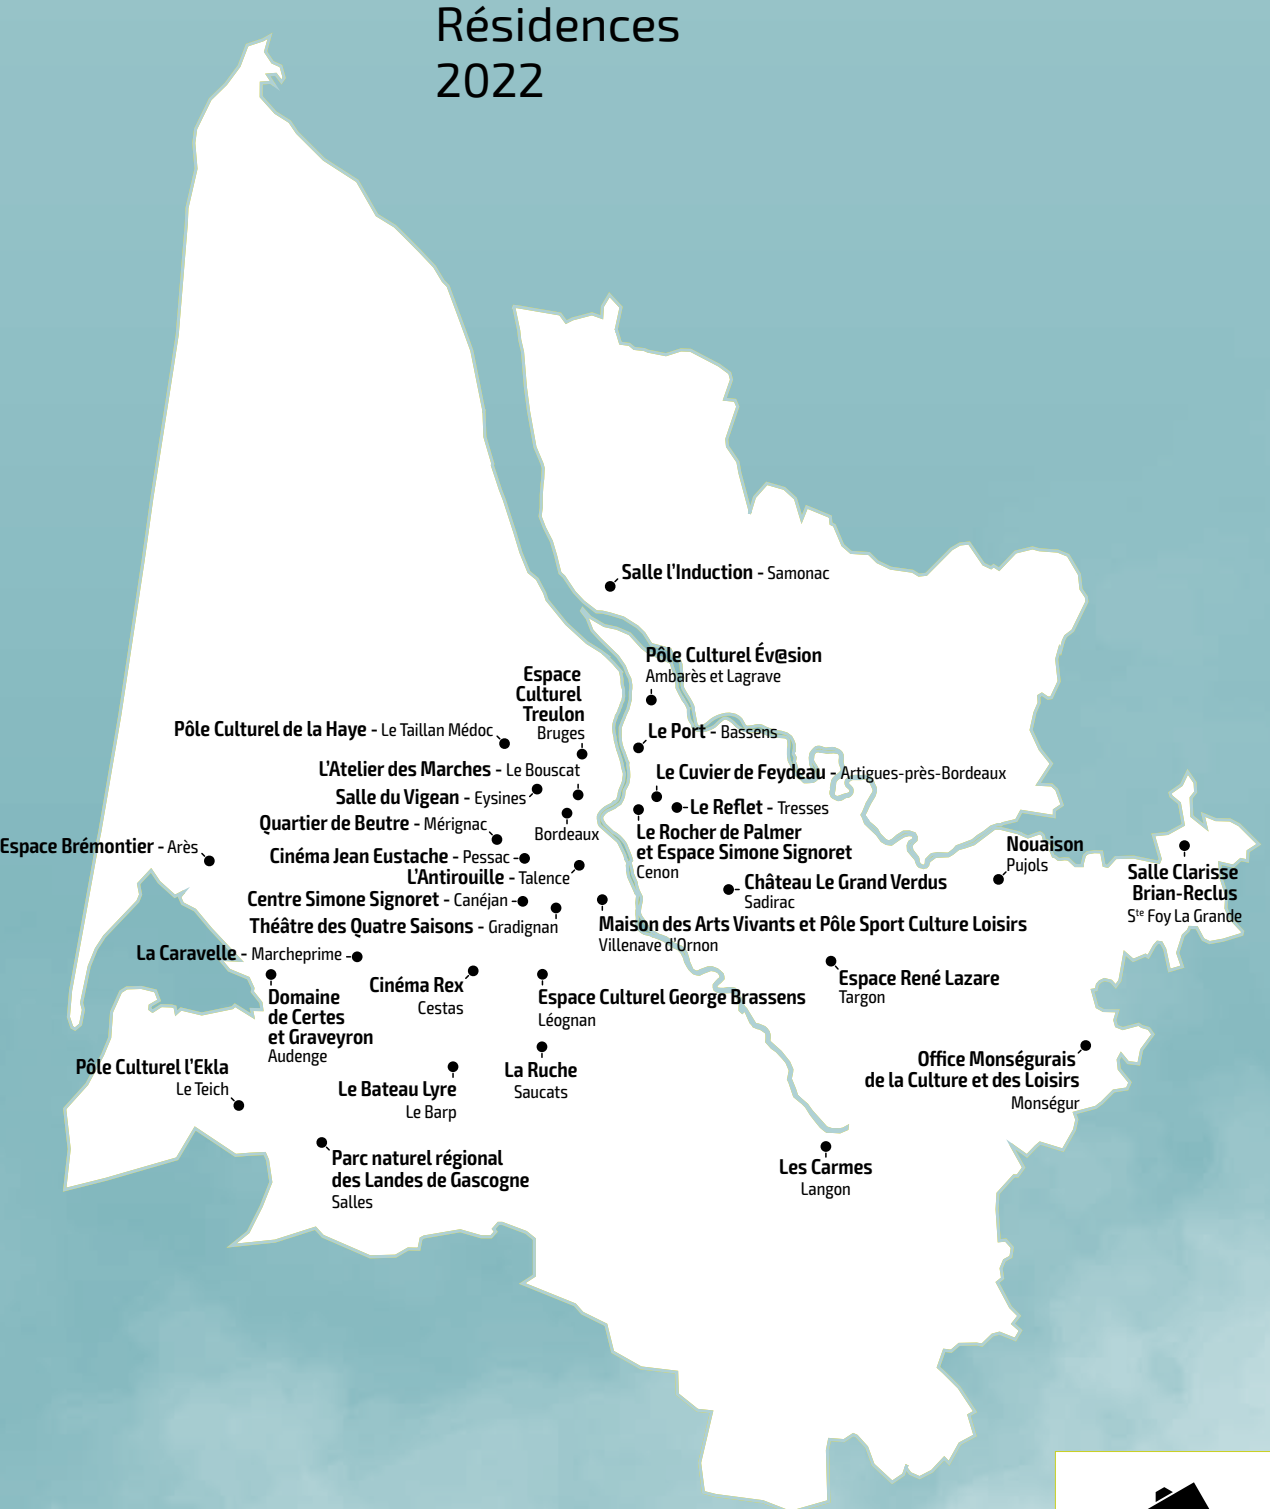 Résidences
2022
Salle l'Induction - Samonac
Pôle Culturel Év@sion
Ambarès et Lagrave
Espace
Culturel
Treulon
Bruges
Pôle Culturel de la Haye - Le Taillan Médoc
Le Port - Bassens
L'Atelier des Marches - Le Bouscat
Le Cuvier de Feydeau - Artigues-près-Bordeaux
Salle du Vigean - Eysines
Le Reflet - Tresses
Quartier de Beutre - Mérignac
Bordeaux
Le Rocher de Palmer
et Espace Simone Signoret
Cenon
Espace Brémontier - Arès
Cinéma Jean Eustache - Pessac
Nouaison
Pujols
L'Antirouille - Talence
Salle Clarisse
Brian-Reclus
Ste Foy La Grande
Château Le Grand Verdus
Sadirac
Centre Simone Signoret - Canéjan
Théâtre des Quatre Saisons - Gradignan
Maison des Arts Vivants et Pôle Sport Culture Loisirs
Villenave d'Ornon
La Caravelle - Marcheprime
Cinéma Rex
Cestas
Espace René Lazare
Targon
Domaine
de Certes
et Graveyron
Audenge
Espace Culturel George Brassens
Léognan
Pôle Culturel l'Ekla
Le Teich
Le Bateau Lyre
Le Barp
La Ruche
Saucats
Office Monségurais
de la Culture et des Loisirs
Monségur
Parc naturel régional
des Landes de Gascogne
Salles
Les Carmes
Langon